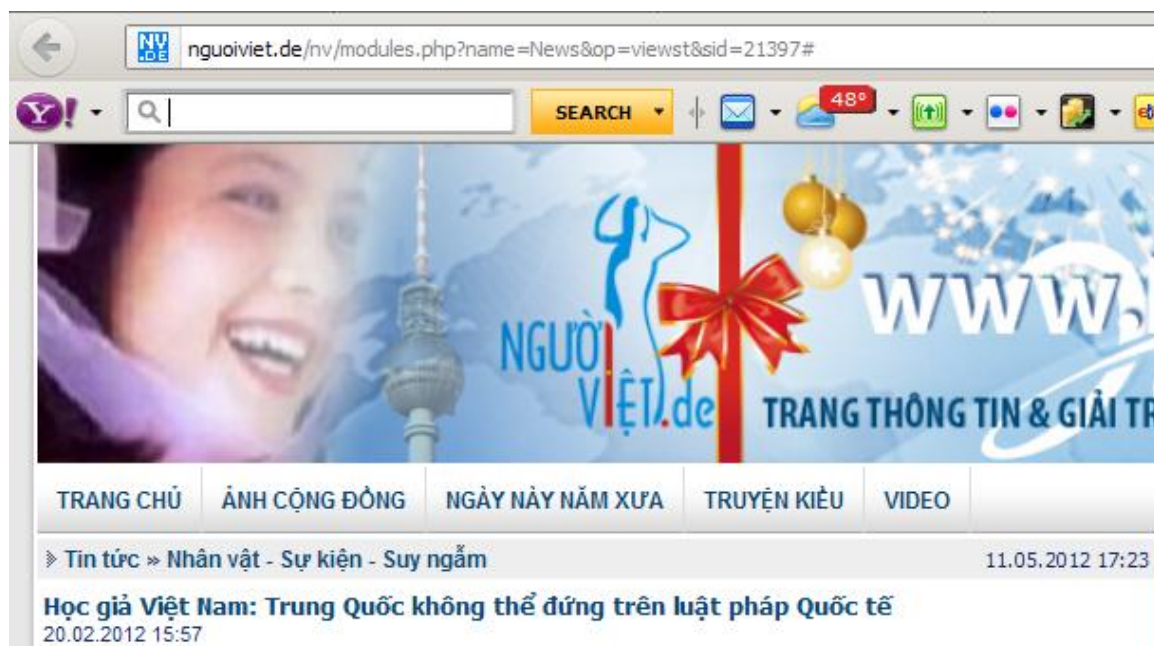 NV
.DE
nguoiviet.de/nv/modules.php?name=News&op=viewst&sid=21397#
Y!
SEARCH
48°
www.
NGƯỜI
VIỆT.de
TRANG THÔNG TIN & GIẢI TR
TRANG CHỦ ẢNH CỘNG ĐỒNG NGÀY NÀY NĂM XƯA TRUYỆN KIỀU VIDEO
» Tin tức » Nhân vật - Sự kiện - Suy ngẫm 11.05.2012 17:23
Học giả Việt Nam: Trung Quốc không thể đứng trên luật pháp Quốc tế
20.02.2012 15:57